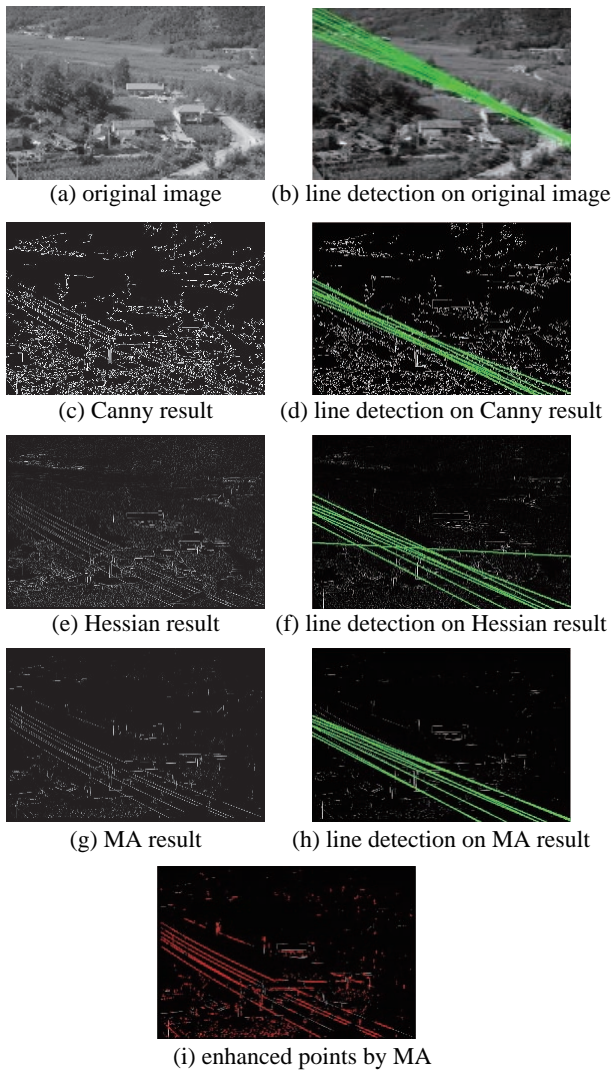 (a) original image
(b) line detection on original image
(c) Canny result
(d) line detection on Canny result
(e) Hessian result
(f) line detection on Hessian result
(g) MA result
(h) line detection on MA result
(i) enhanced points by MA